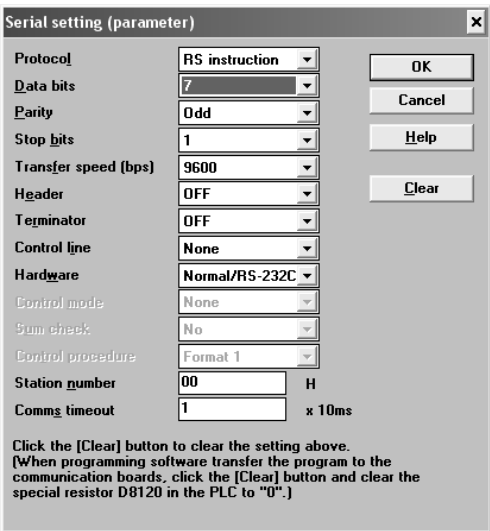 Serial setting (parameter)
Protocol RS instruction
Data bits 7
Parity Odd
Stop bits 1
Transfer speed (bps) 9600
Header OFF
Terminator OFF
Control line None
Hardware Normal/RS-232C
Control mode None
Sum check No
Control procedure Format 1
Station number 00 H
Comms timeout 1 x 10ms
OK
Cancel
Help
Clear
Click the [Clear] button to clear the setting above.
(When programming software transfer the program to the
communication boards, click the [Clear] button and clear the
special resistor D8120 in the PLC to "0".)